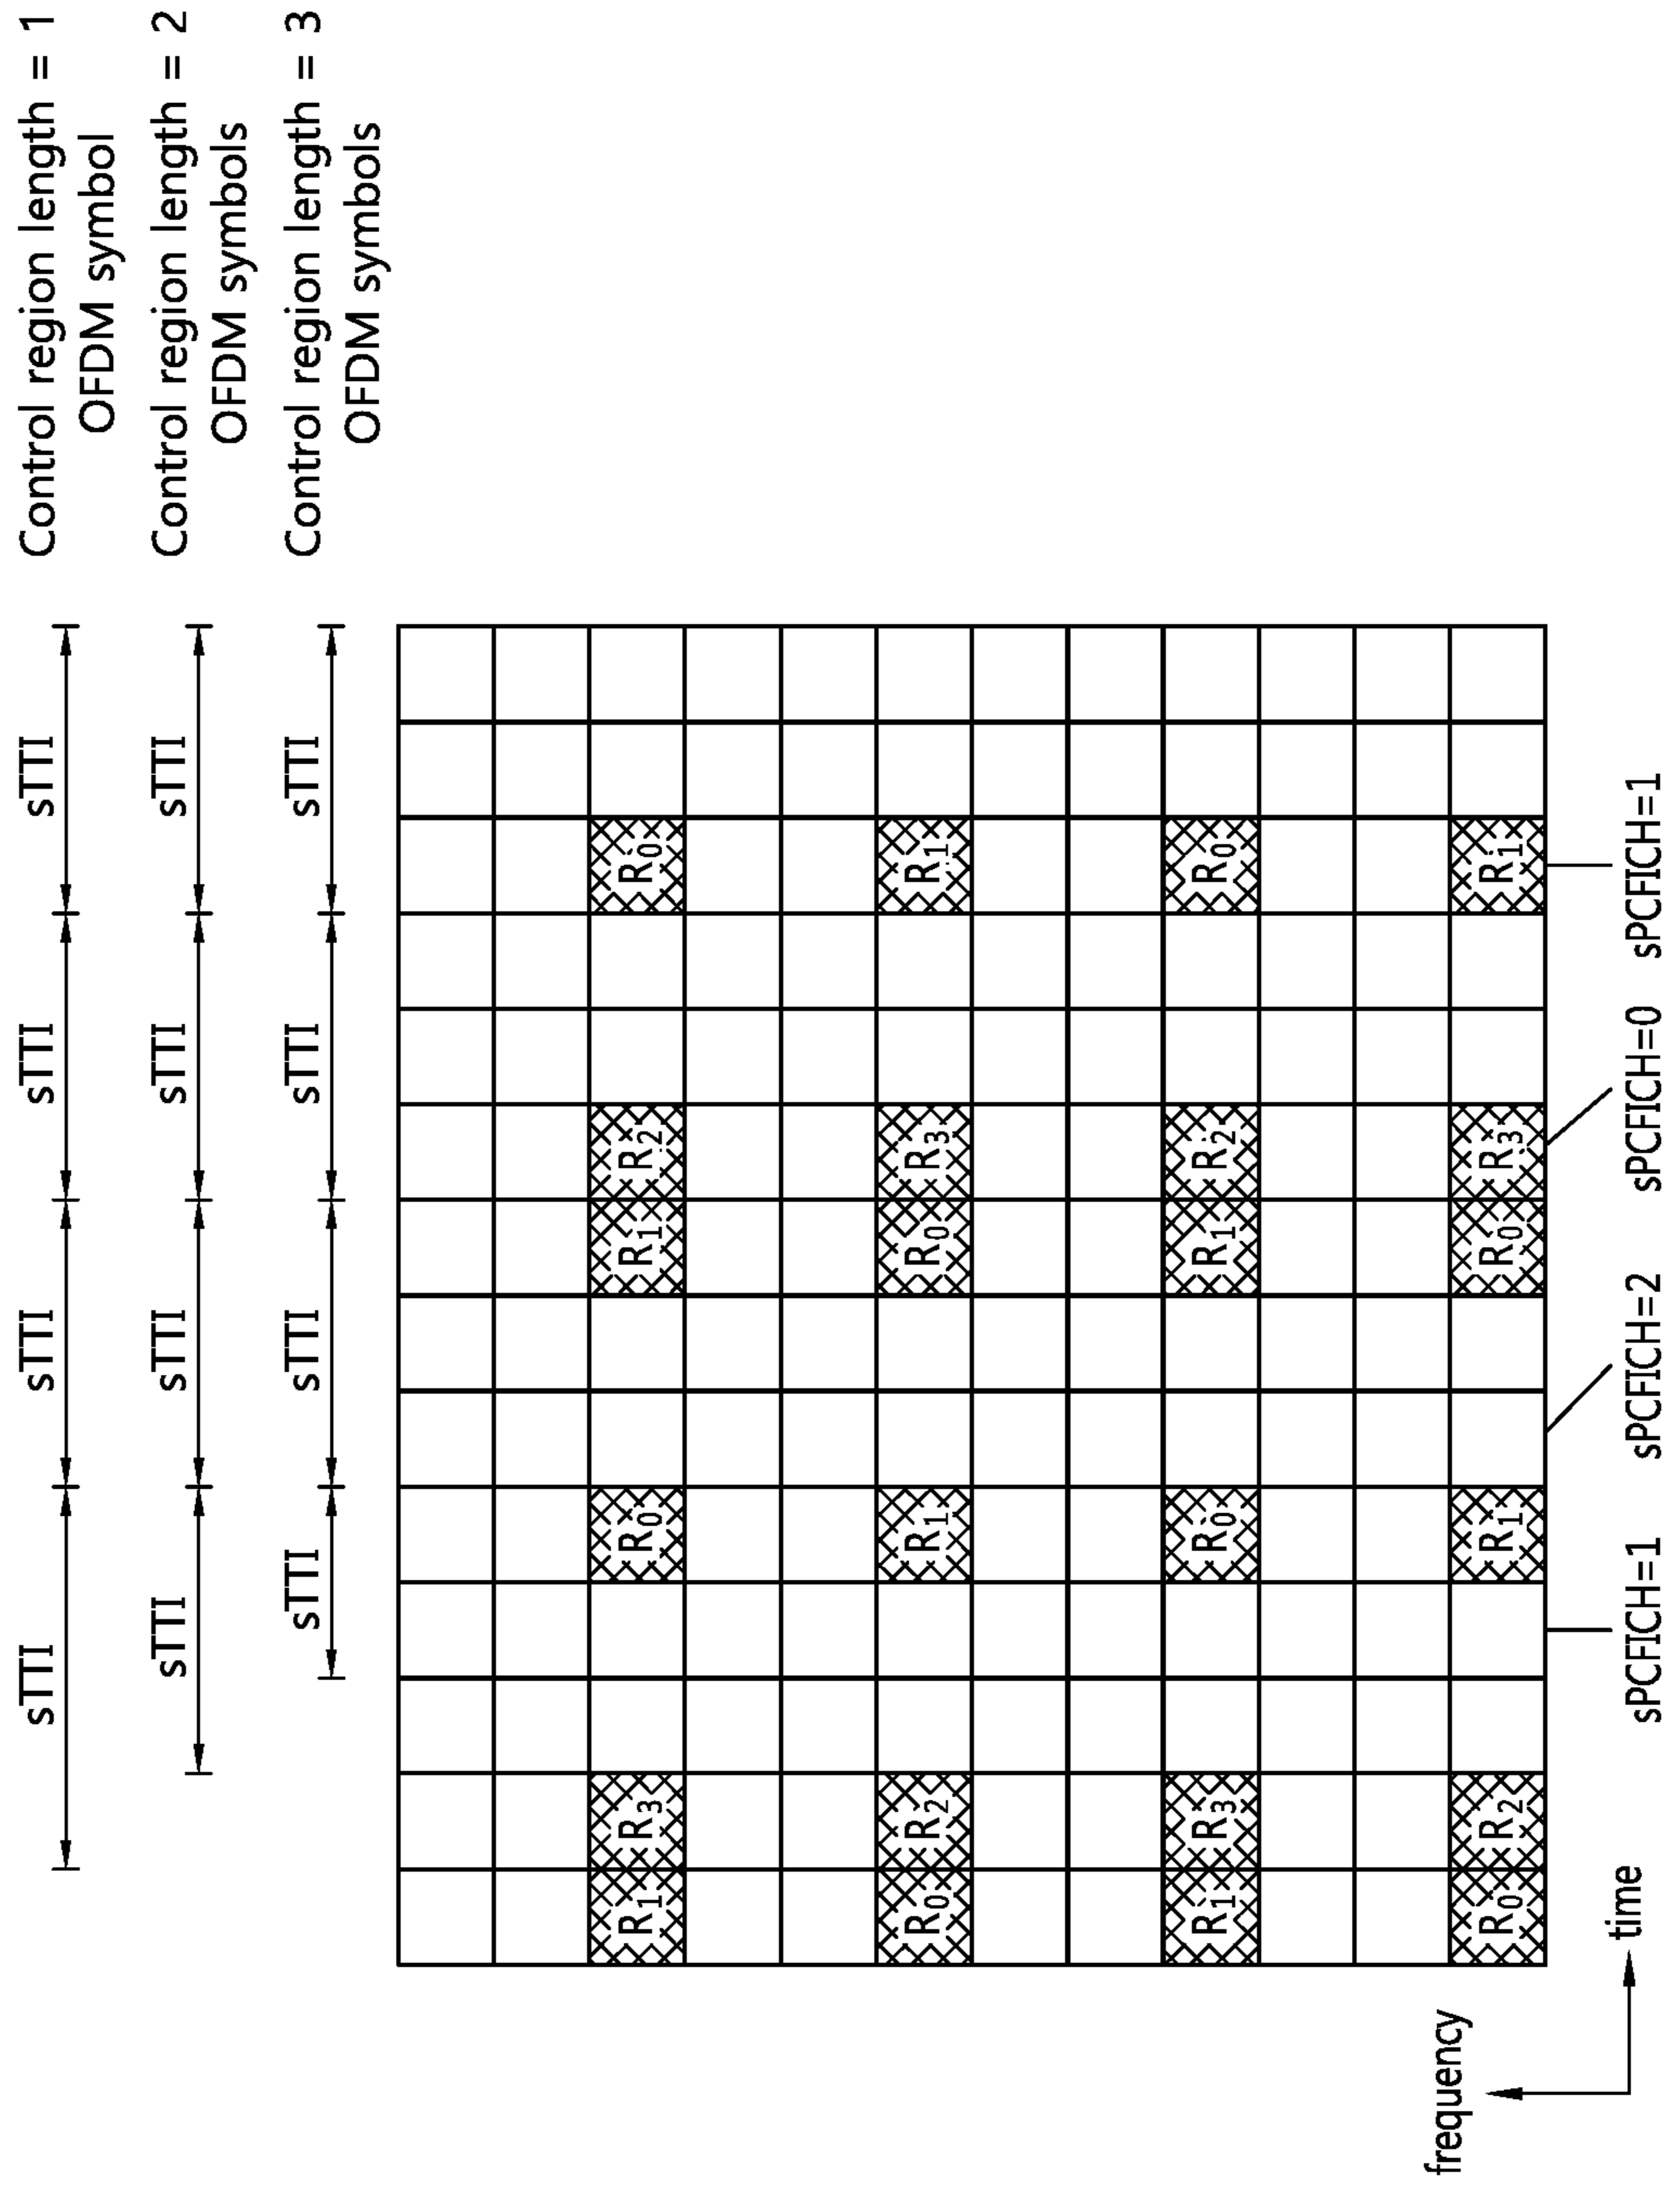 sTTI sTTI sTTI sTTI Control region length = 1
OFDM symbol
sTTI sTTI sTTI sTTI Control region length = 2
OFDM symbols
sTTI sTTI sTTI sTTI Control region length = 3
OFDM symbols
R1 R3 R0 R1 R2 R0
R0 R2 R1 R0 R3 R1
R1 R3 R0 R1 R2 R0
R0 R2 R1 R0 R3 R1
frequency
time
sPCFICH=1 sPCFICH=2 sPCFICH=0 sPCFICH=1